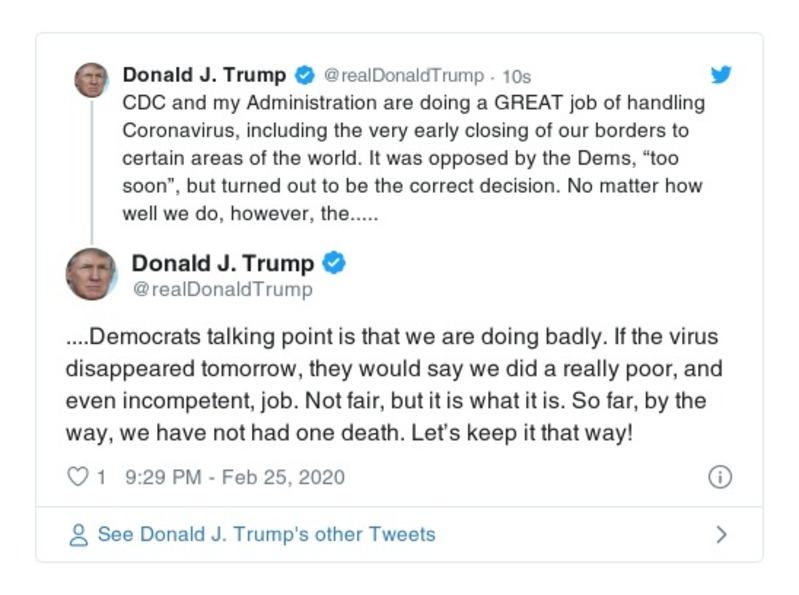 Donald J. Trump @realDonaldTrump · 10s
CDC and my Administration are doing a GREAT job of handling
Coronavirus, including the very early closing of our borders to
certain areas of the world. It was opposed by the Dems, “too
soon”, but turned out to be the correct decision. No matter how
well we do, however, the.....
Donald J. Trump
@realDonaldTrump
....Democrats talking point is that we are doing badly. If the virus
disappeared tomorrow, they would say we did a really poor, and
even incompetent, job. Not fair, but it is what it is. So far, by the
way, we have not had one death. Let’s keep it that way!
1 9:29 PM - Feb 25, 2020
See Donald J. Trump's other Tweets